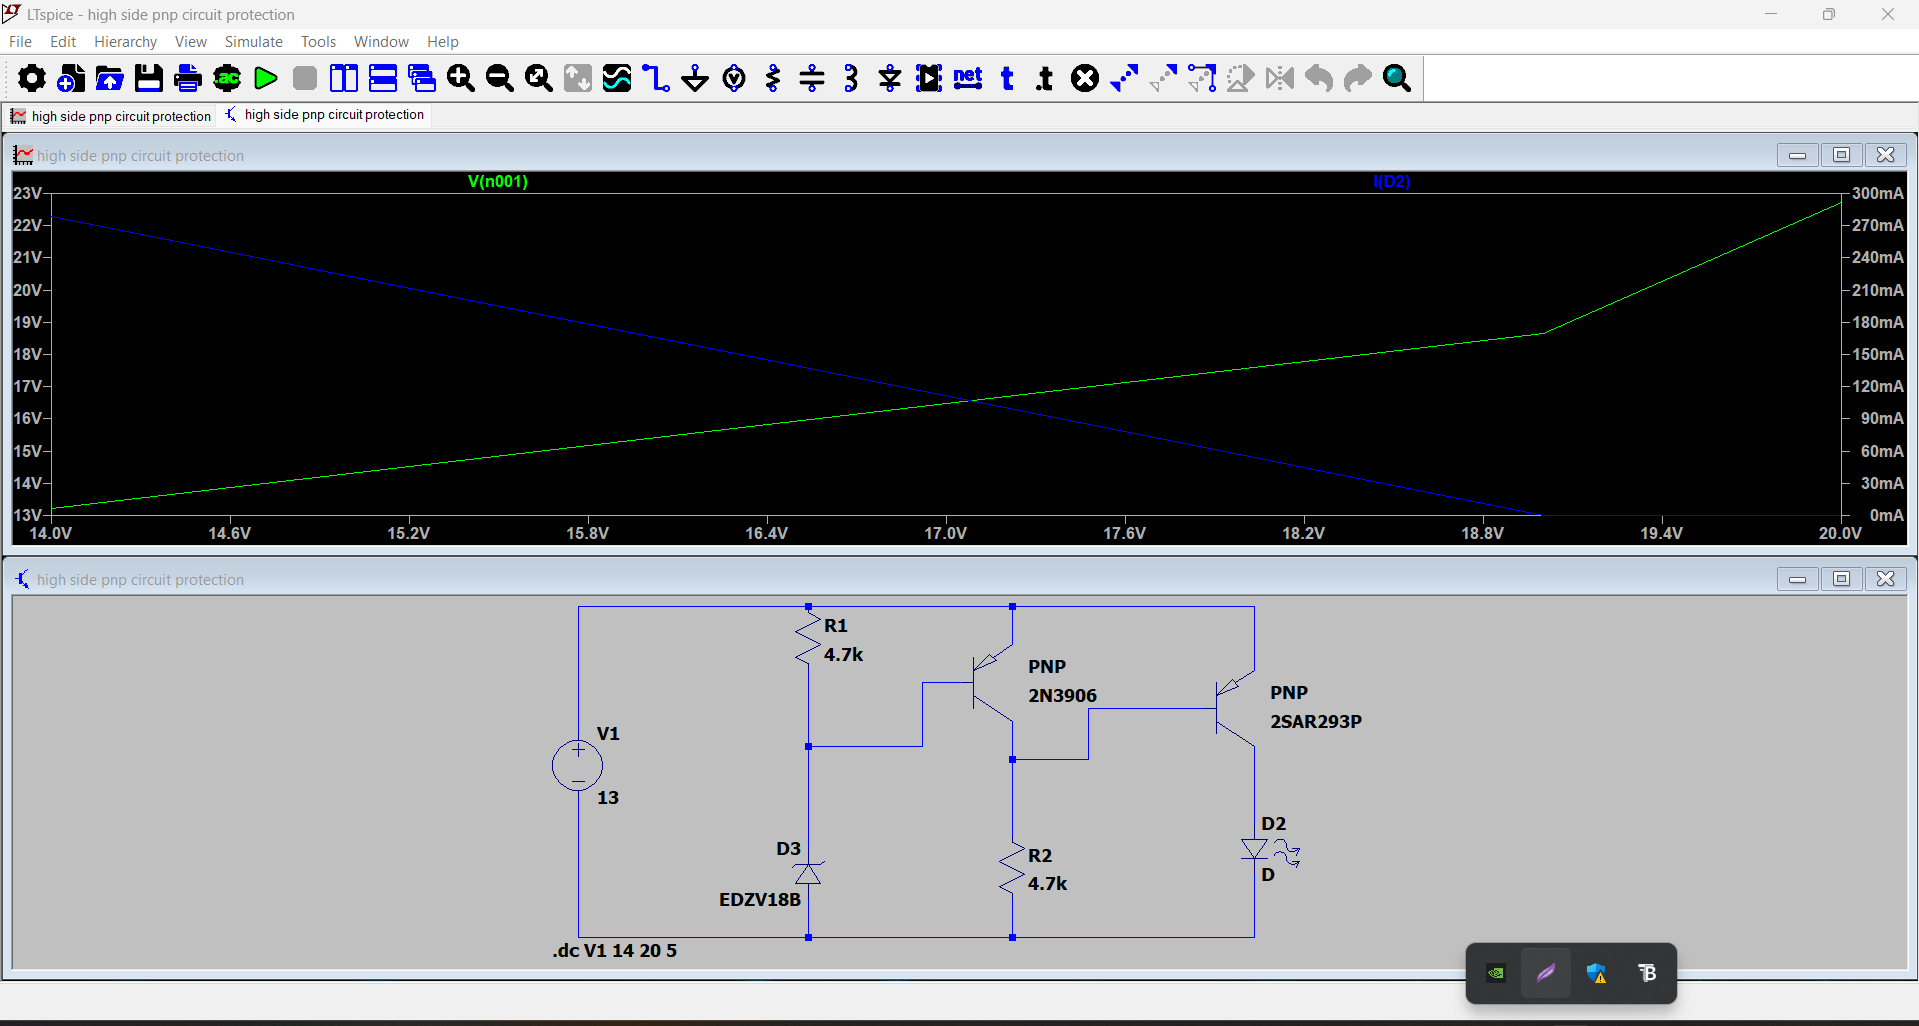 LTspice - high side pnp circuit protection
File Edit Hierarchy View Simulate Tools Window Help
.ac net t .t
high side pnp circuit protection high side pnp circuit protection
high side pnp circuit protection
V(n001) I(D2)
23V 300mA
22V 270mA
21V 240mA
20V 210mA
19V 180mA
18V 150mA
17V 120mA
16V 90mA
15V 60mA
14V 30mA
13V 0mA
14.0V 14.6V 15.2V 15.8V 16.4V 17.0V 17.6V 18.2V 18.8V 19.4V 20.0V
high side pnp circuit protection
R1
4.7k
PNP
2N3906
PNP
2SAR293P
V1
13
D3
EDZV18B
R2
4.7k
D2
D
.dc V1 14 20 5